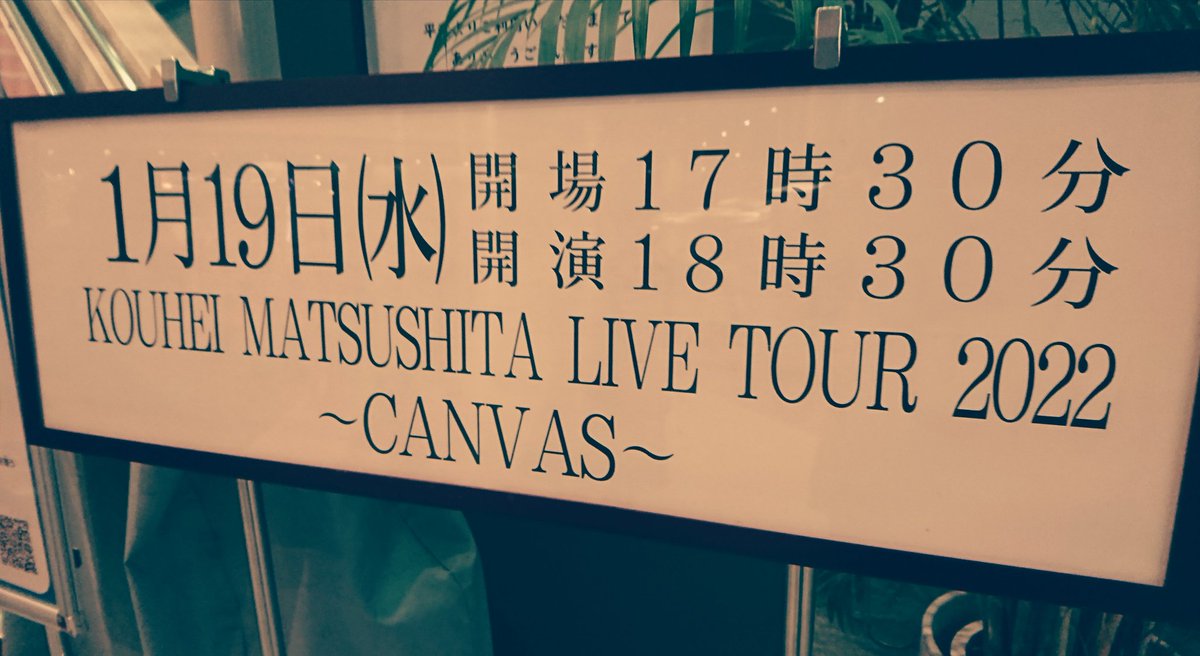 1月19日(水)
開場17時30分
開演18時30分
KOUHEI MATSUSHITA LIVE TOUR 2022
~CANVAS~